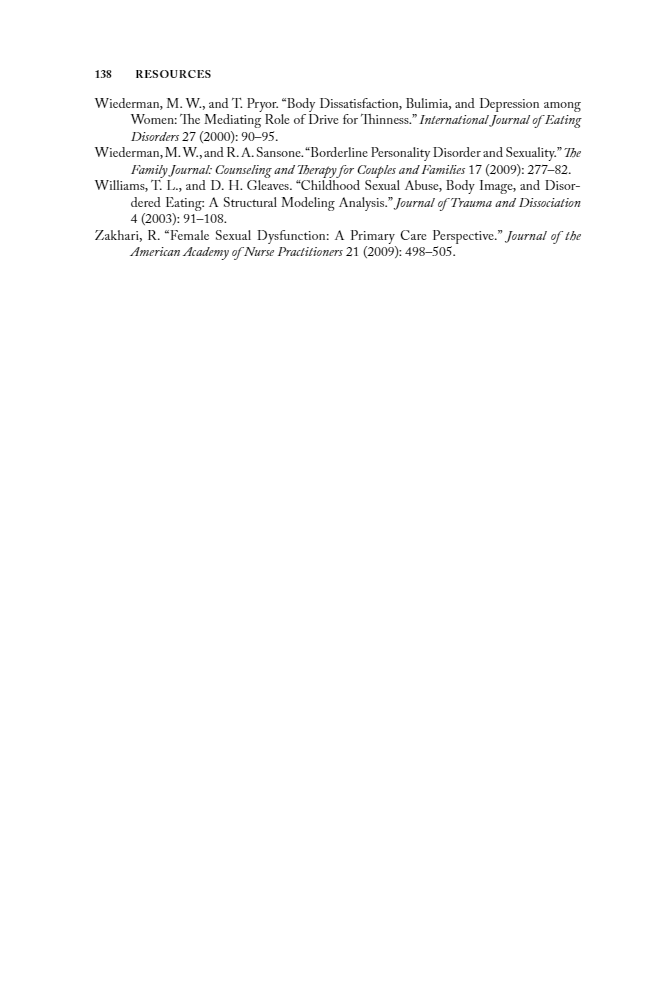 138 RESOURCES
Wiederman, M. W., and T. Pryor. “Body Dissatisfaction, Bulimia, and Depression among
Women: The Mediating Role of Drive for Thinness.” International Journal of Eating
Disorders 27 (2000): 90–95.
Wiederman, M. W., and R. A. Sansone. “Borderline Personality Disorder and Sexuality.” The
Family Journal: Counseling and Therapy for Couples and Families 17 (2009): 277–82.
Williams, T. L., and D. H. Gleaves. “Childhood Sexual Abuse, Body Image, and Disor-
dered Eating: A Structural Modeling Analysis.” Journal of Trauma and Dissociation
4 (2003): 91–108.
Zakhari, R. “Female Sexual Dysfunction: A Primary Care Perspective.” Journal of the
American Academy of Nurse Practitioners 21 (2009): 498–505.